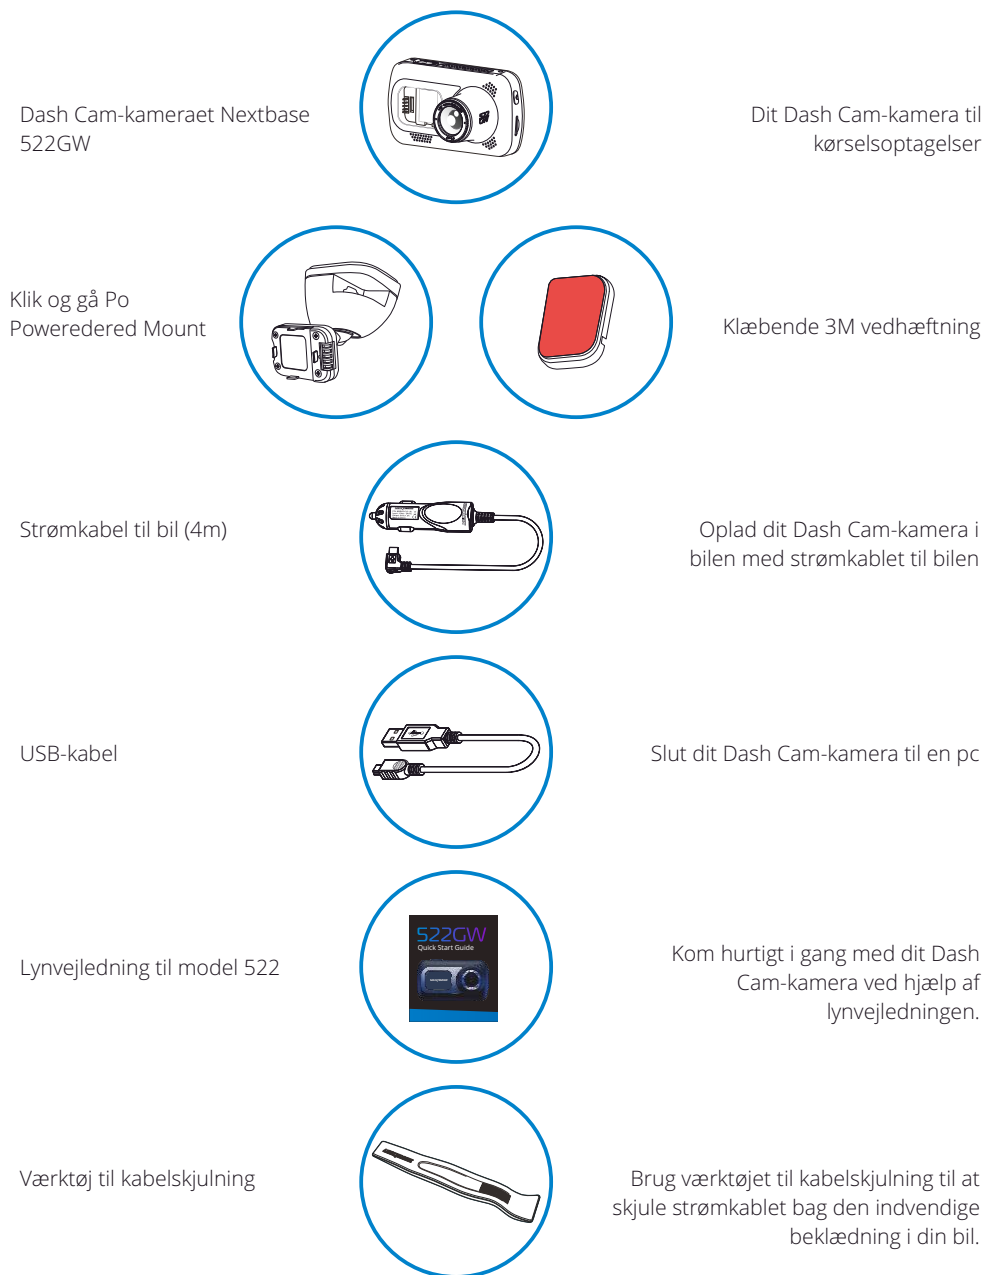 Dash Cam-kameraet Nextbase
522GW
Dit Dash Cam-kamera til
kørselsoptagelser
Klik og gå Po
Poweredered Mount
Klæbende 3M vedhæftning
Strømkabel til bil (4m)
Oplad dit Dash Cam-kamera i
bilen med strømkablet til bilen
USB-kabel
Slut dit Dash Cam-kamera til en pc
Lynvejledning til model 522
522GW
Quick Start Guide
Kom hurtigt i gang med dit Dash
Cam-kamera ved hjælp af
lynvejledningen.
Værktøj til kabelskjulning
Brug værktøjet til kabelskjulning til at
skjule strømkablet bag den indvendige
beklædning i din bil.